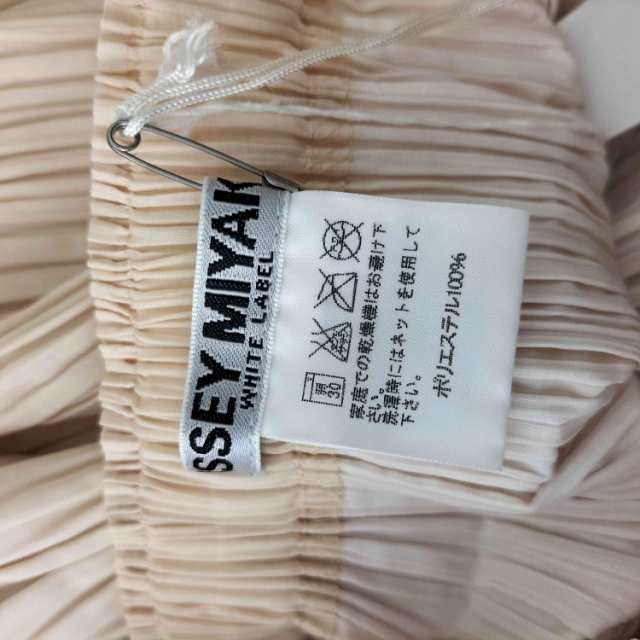 SSEY MIYAK
WHITE LABEL
弱
30
家庭での乾燥機はお避け下
さい。
洗濯時にはネットを使用して
下さい。
ポリエステル100%